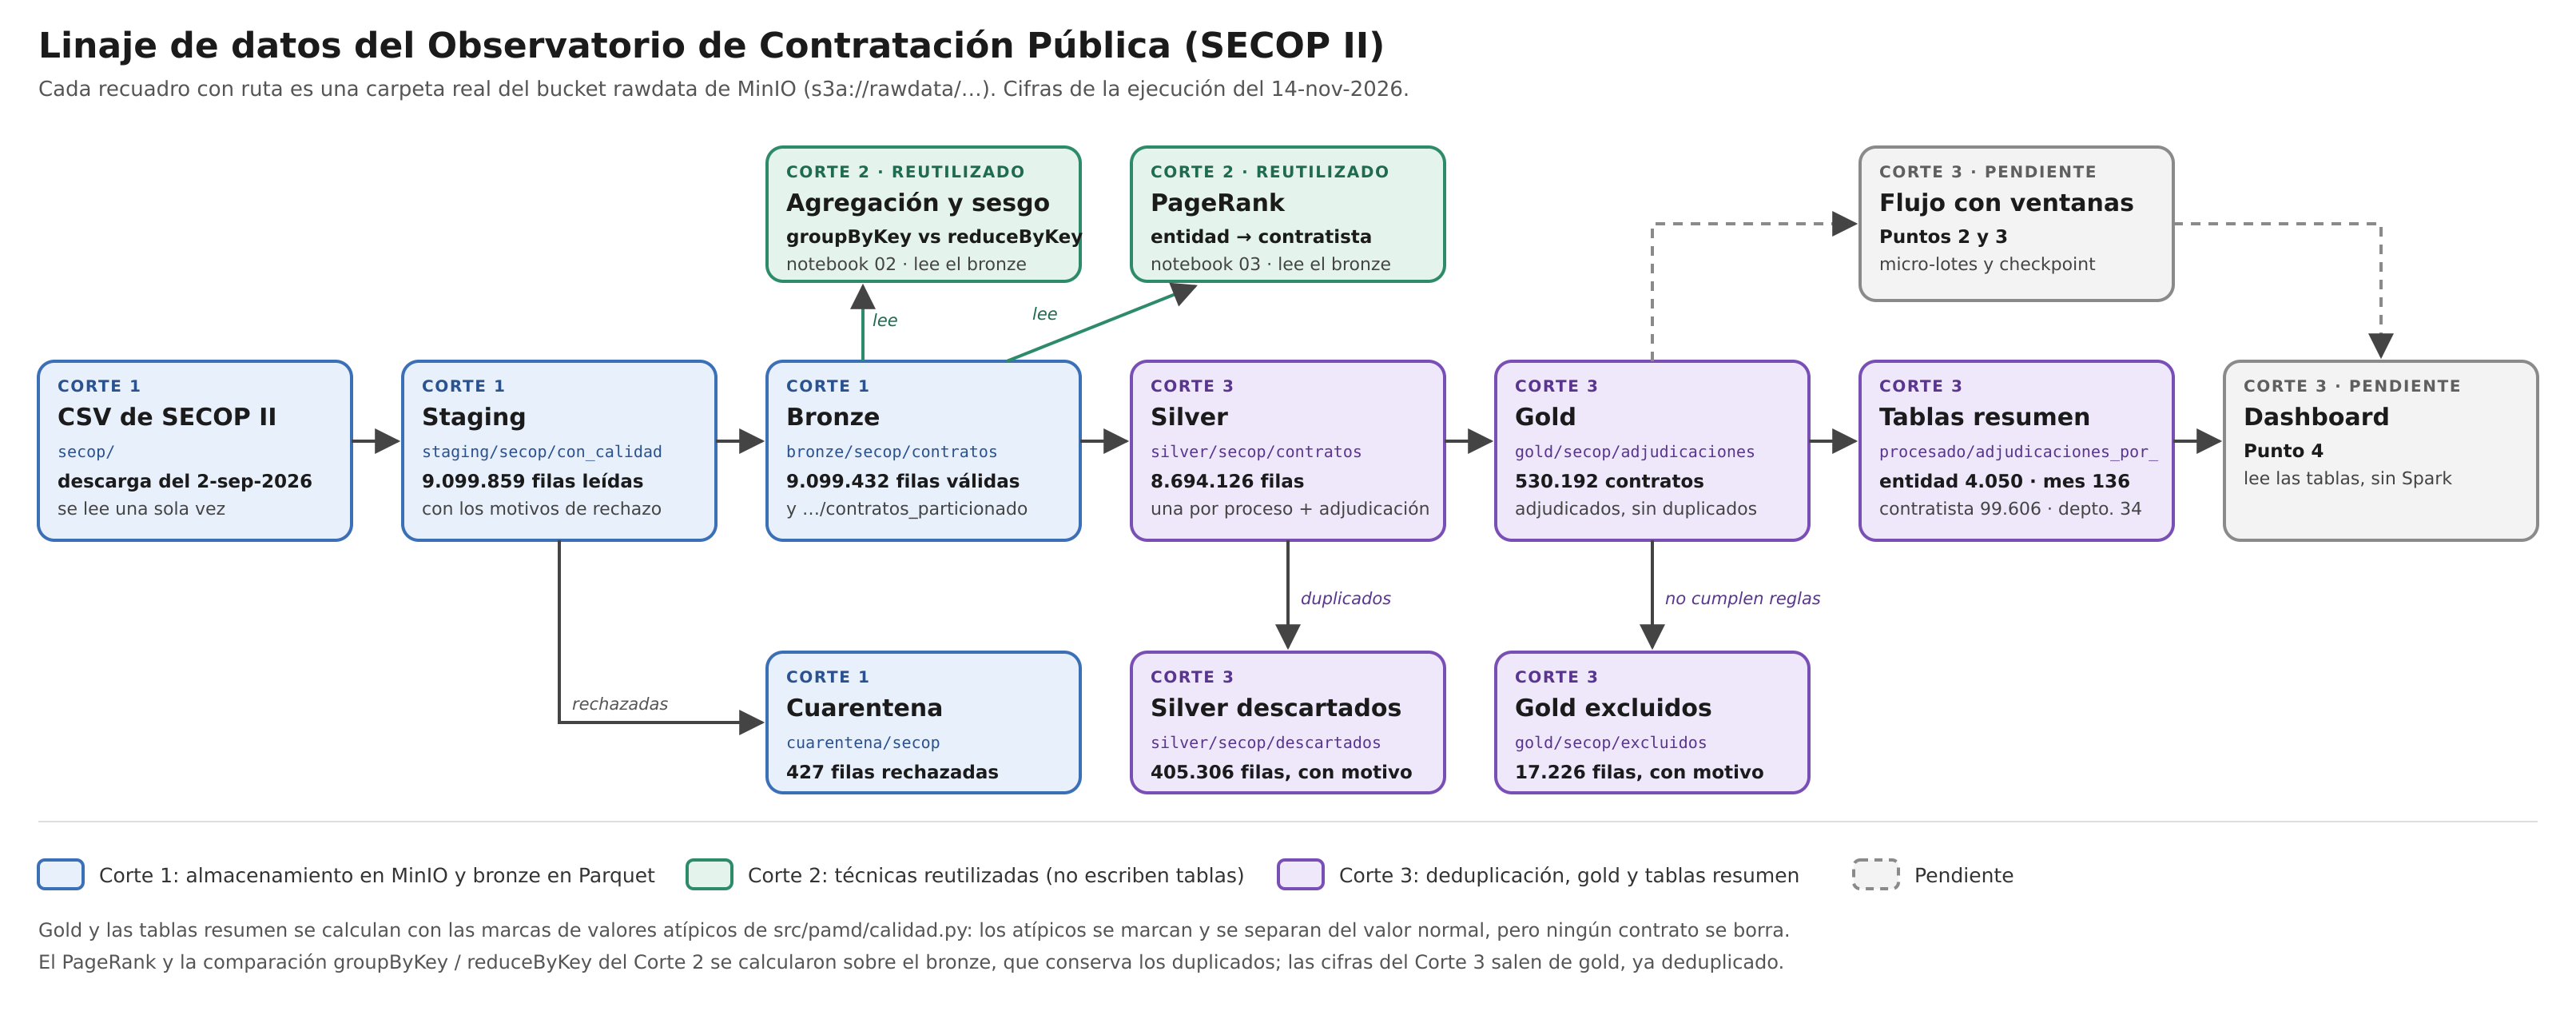 Linaje de datos del Observatorio de Contratación Pública (SECOP II)
Cada recuadro con ruta es una carpeta real del bucket rawdata de MinIO (s3a://rawdata/…). Cifras de la ejecución del 14-nov-2026.
CORTE 2 · REUTILIZADO
Agregación y sesgo
groupByKey vs reduceByKey
notebook 02 · lee el bronze
CORTE 2 · REUTILIZADO
PageRank
entidad → contratista
notebook 03 · lee el bronze
CORTE 3 · PENDIENTE
Flujo con ventanas
Puntos 2 y 3
micro-lotes y checkpoint
lee
lee
CORTE 1
CSV de SECOP II
secop/
descarga del 2-sep-2026
se lee una sola vez
CORTE 1
Staging
staging/secop/con_calidad
9.099.859 filas leídas
con los motivos de rechazo
CORTE 1
Bronze
bronze/secop/contratos
9.099.432 filas válidas
y …/contratos_particionado
CORTE 3
Silver
silver/secop/contratos
8.694.126 filas
una por proceso + adjudicación
CORTE 3
Gold
gold/secop/adjudicaciones
530.192 contratos
adjudicados, sin duplicados
CORTE 3
Tablas resumen
procesado/adjudicaciones_por_
entidad 4.050 · mes 136
contratista 99.606 · depto. 34
CORTE 3 · PENDIENTE
Dashboard
Punto 4
lee las tablas, sin Spark
duplicados
no cumplen reglas
rechazadas
CORTE 1
Cuarentena
cuarentena/secop
427 filas rechazadas
CORTE 3
Silver descartados
silver/secop/descartados
405.306 filas, con motivo
CORTE 3
Gold excluidos
gold/secop/excluidos
17.226 filas, con motivo
Corte 1: almacenamiento en MinIO y bronze en Parquet
Corte 2: técnicas reutilizadas (no escriben tablas)
Corte 3: deduplicación, gold y tablas resumen
Pendiente
Gold y las tablas resumen se calculan con las marcas de valores atípicos de src/pamd/calidad.py: los atípicos se marcan y se separan del valor normal, pero ningún contrato se borra.
El PageRank y la comparación groupByKey / reduceByKey del Corte 2 se calcularon sobre el bronze, que conserva los duplicados; las cifras del Corte 3 salen de gold, ya deduplicado.